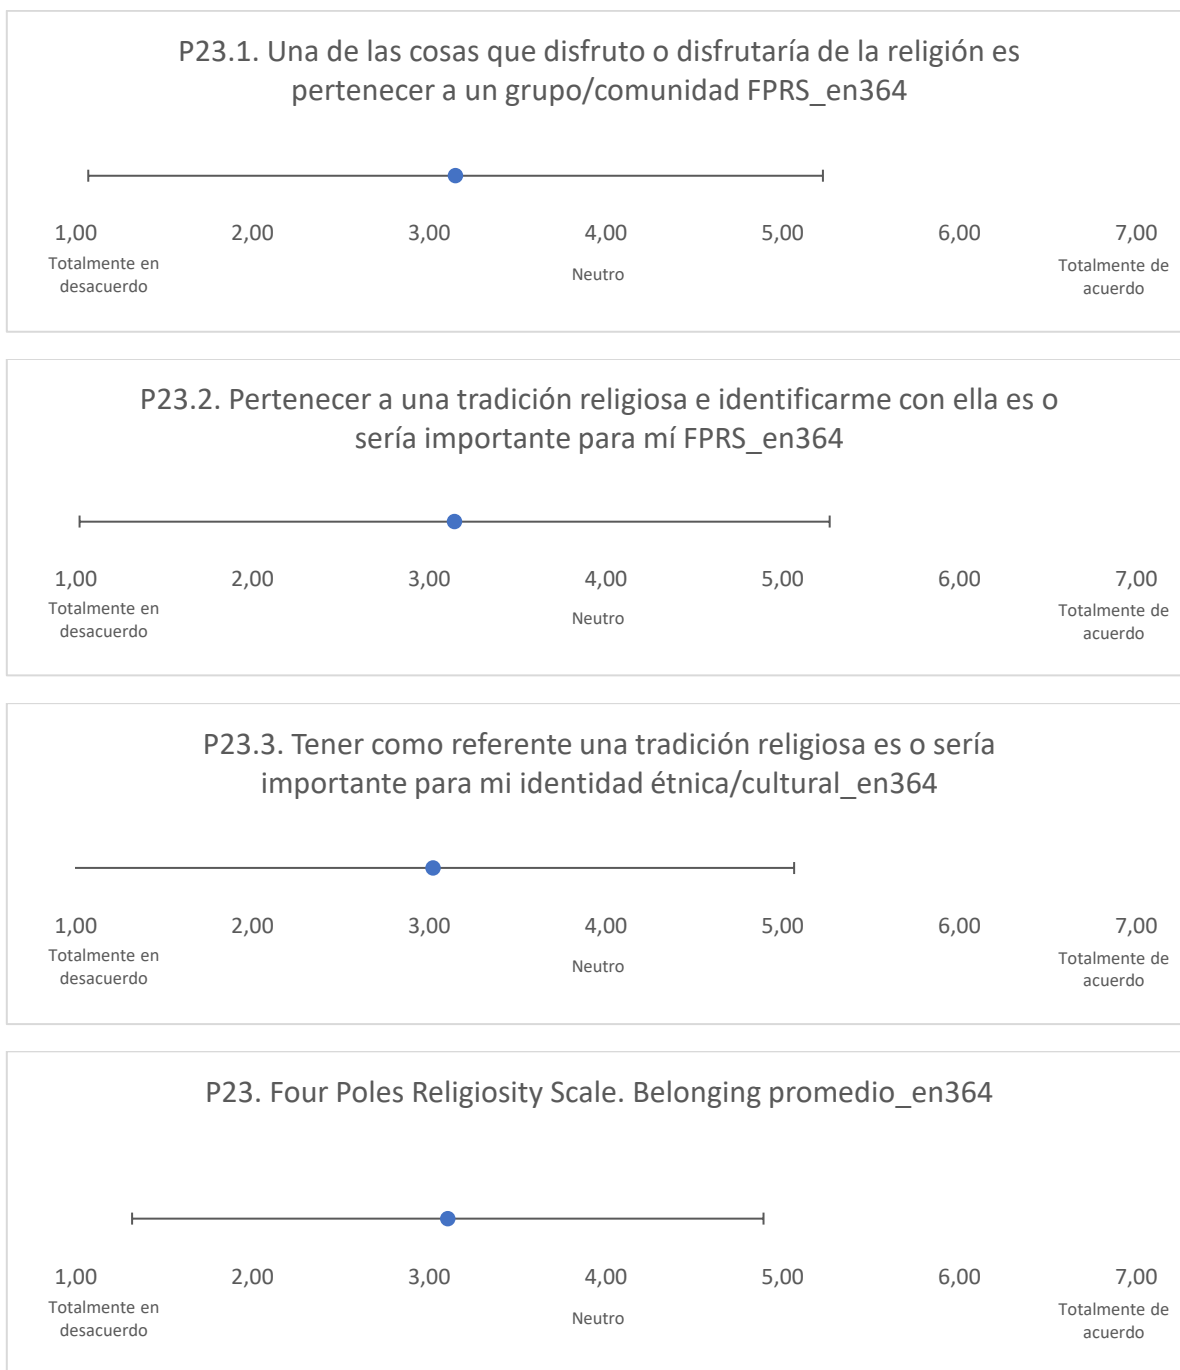 P23.1. Una de las cosas que disfruto o disfrutaría de la religión es
pertenecer a un grupo/comunidad FPRS_en364
1,00 2,00 3,00 4,00 5,00 6,00 7,00
Totalmente en
desacuerdo
Neutro
Totalmente de
acuerdo
P23.2. Pertenecer a una tradición religiosa e identificarme con ella es o
sería importante para mí FPRS_en364
1,00 2,00 3,00 4,00 5,00 6,00 7,00
Totalmente en
desacuerdo
Neutro
Totalmente de
acuerdo
P23.3. Tener como referente una tradición religiosa es o sería
importante para mi identidad étnica/cultural_en364
1,00 2,00 3,00 4,00 5,00 6,00 7,00
Totalmente en
desacuerdo
Neutro
Totalmente de
acuerdo
P23. Four Poles Religiosity Scale. Belonging promedio_en364
1,00 2,00 3,00 4,00 5,00 6,00 7,00
Totalmente en
desacuerdo
Neutro
Totalmente de
acuerdo